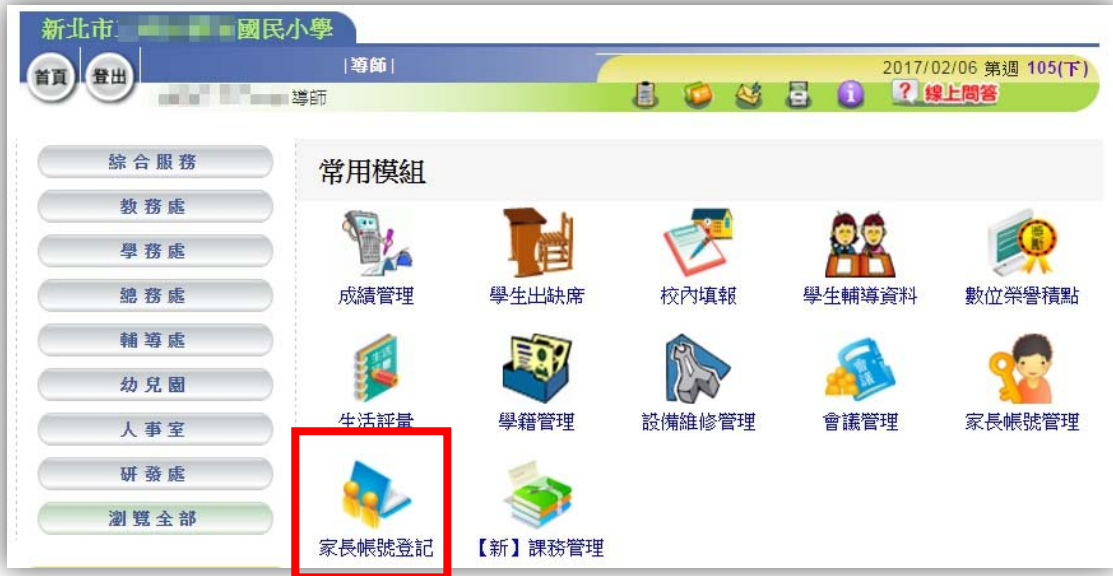 新北市
國民小學
首頁 登出
|導師|
2017/02/06 第週 105(下)
導師
? 線上問答
綜合服務
教務處
學務處
總務處
輔導處
幼兒園
人事室
研發處
瀏覽全部
常用模組
成績管理 學生出缺席 校內填報 學生輔導資料 數位榮譽積點
生活評量 學籍管理 設備維修管理 會議管理 家長帳號管理
家長帳號登記 【新】課務管理